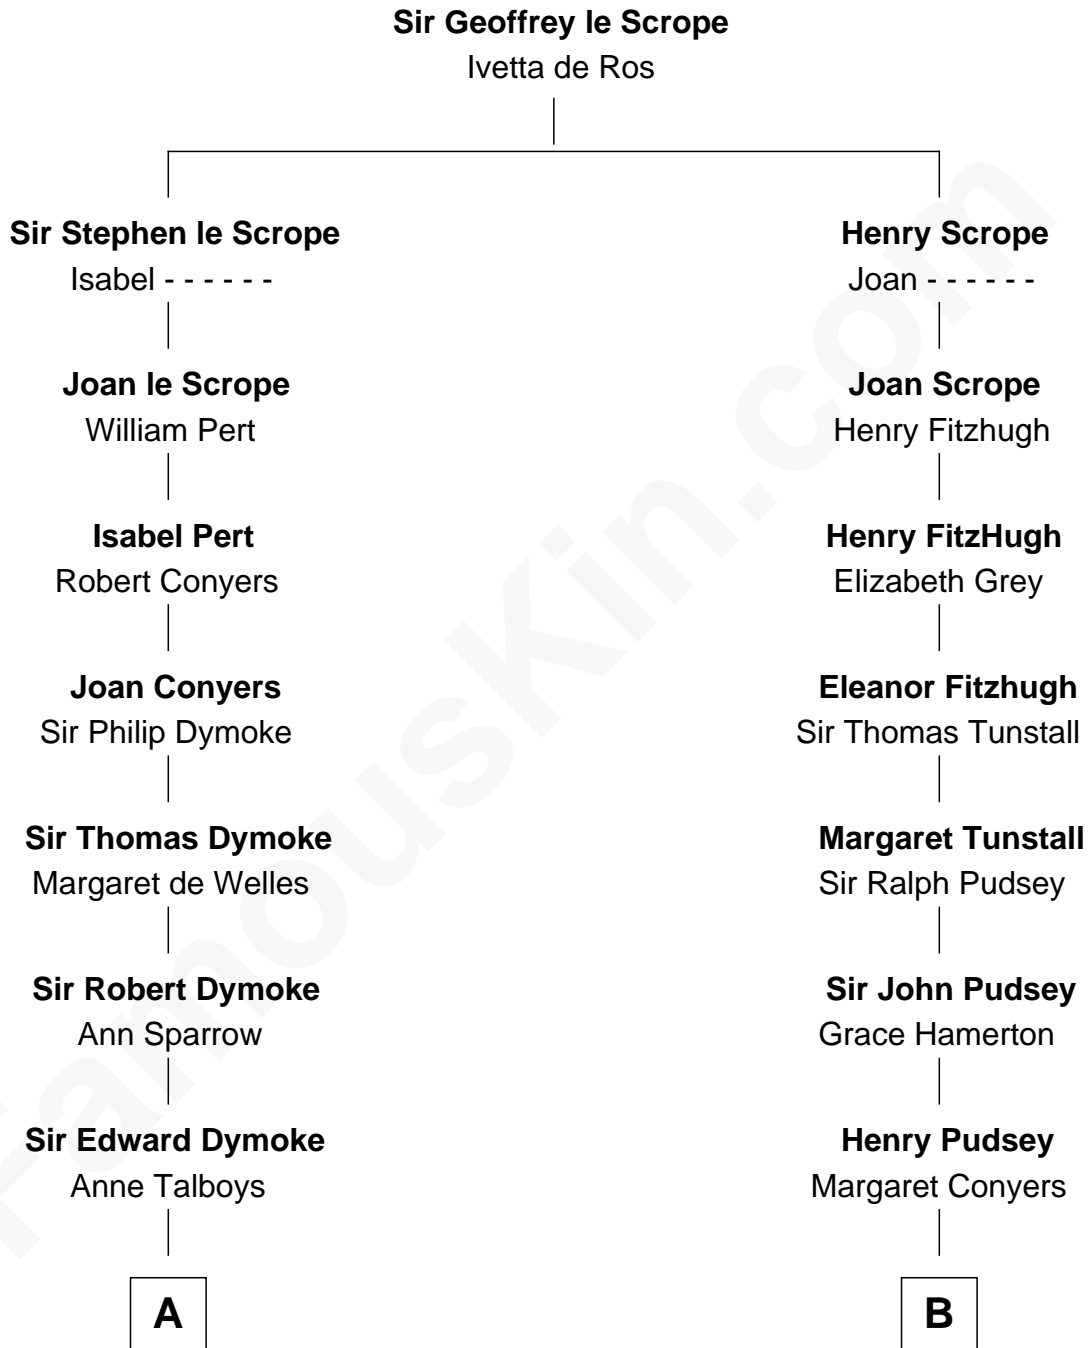 Sir Geoffrey le Scrope
Ivetta de Ros
Sir Stephen le Scrope
Isabel - - - - - -
Henry Scrope
Joan - - - - - -
Joan le Scrope
William Pert
Joan Scrope
Henry Fitzhugh
Isabel Pert
Robert Conyers
Henry FitzHugh
Elizabeth Grey
Joan Conyers
Sir Philip Dymoke
Eleanor Fitzhugh
Sir Thomas Tunstall
Sir Thomas Dymoke
Margaret de Welles
Margaret Tunstall
Sir Ralph Pudsey
Sir Robert Dymoke
Ann Sparrow
Sir John Pudsey
Grace Hamerton
Sir Edward Dymoke
Anne Talboys
Henry Pudsey
Margaret Conyers
A
B
FamousKin.com